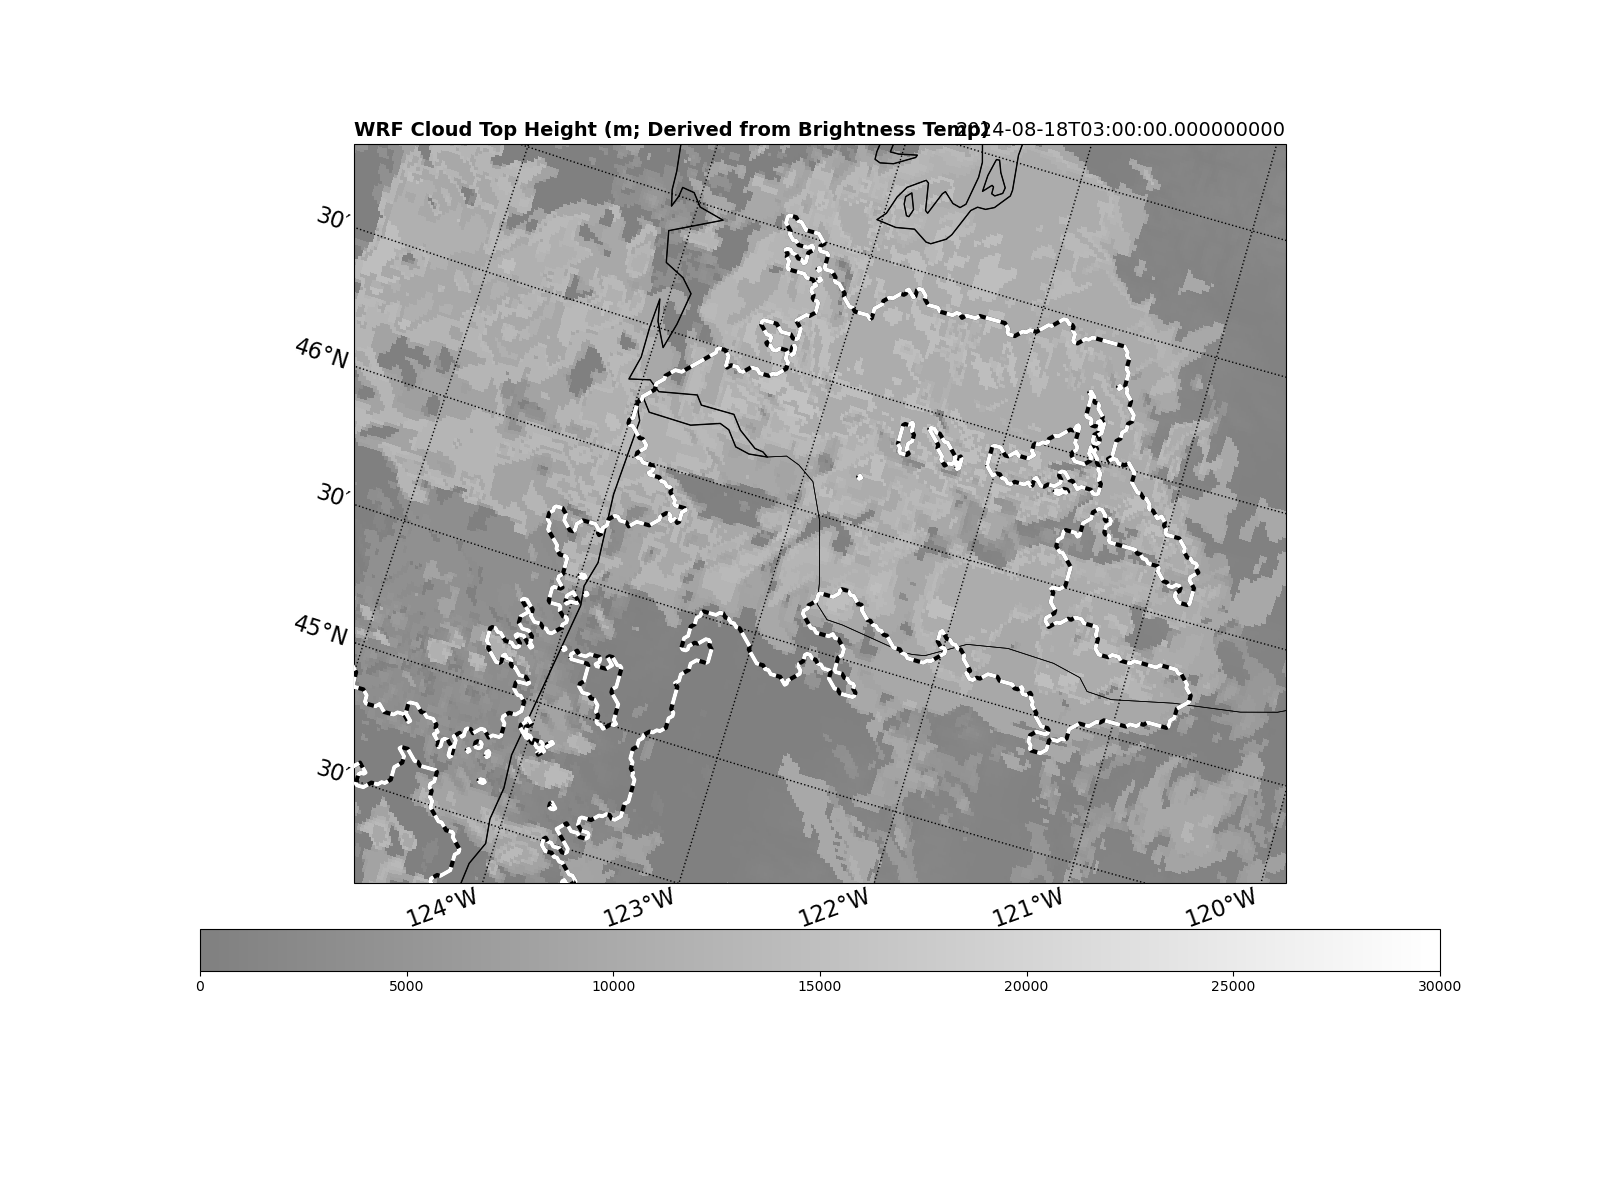 WRF Cloud Top Height (m; Derived from Brightness Temp) 2024-08-18T03:00:00.000000000
30′
46°N
30′
45°N
30′
124°W 123°W 122°W 121°W 120°W
0 5000 10000 15000 20000 25000 30000